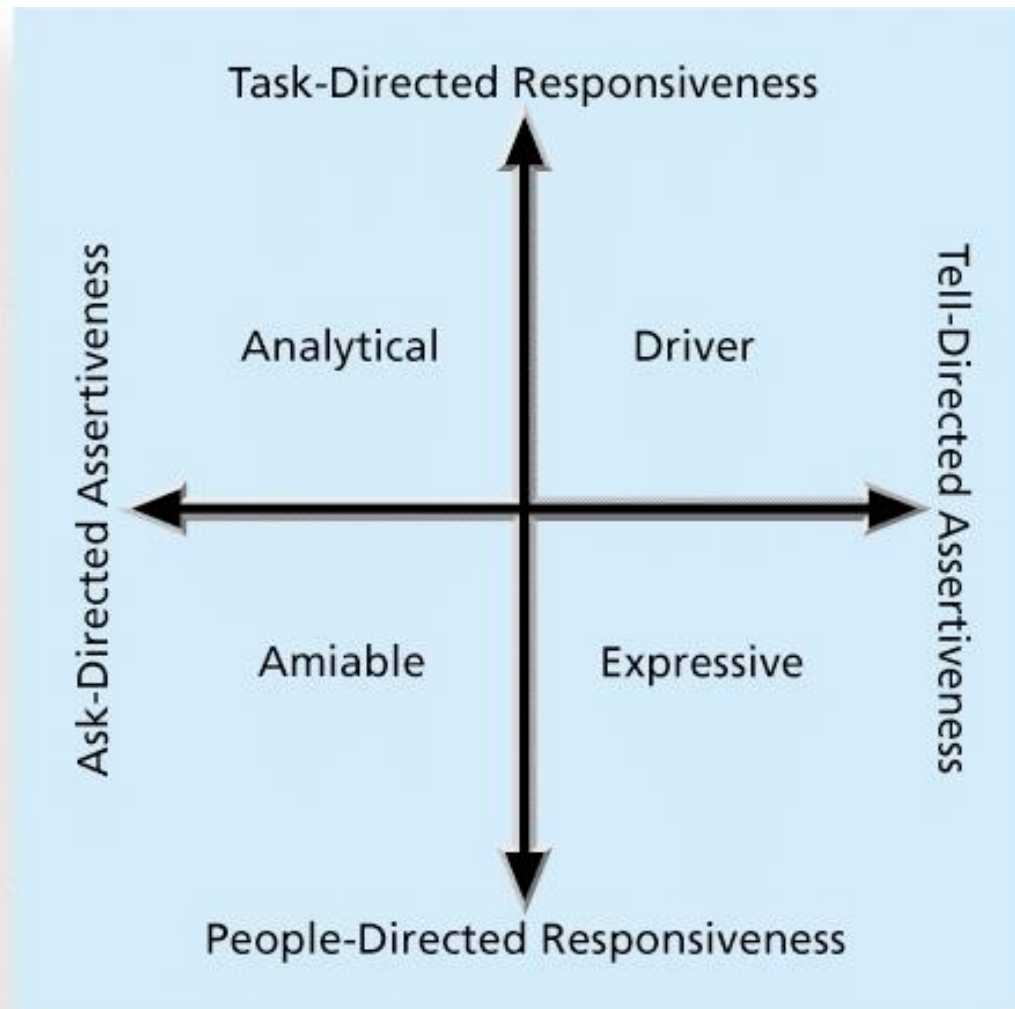 Task-Directed Responsiveness
Ask-Directed Assertiveness
Tell-Directed Assertiveness
Analytical
Driver
Amiable
Expressive
People-Directed Responsiveness